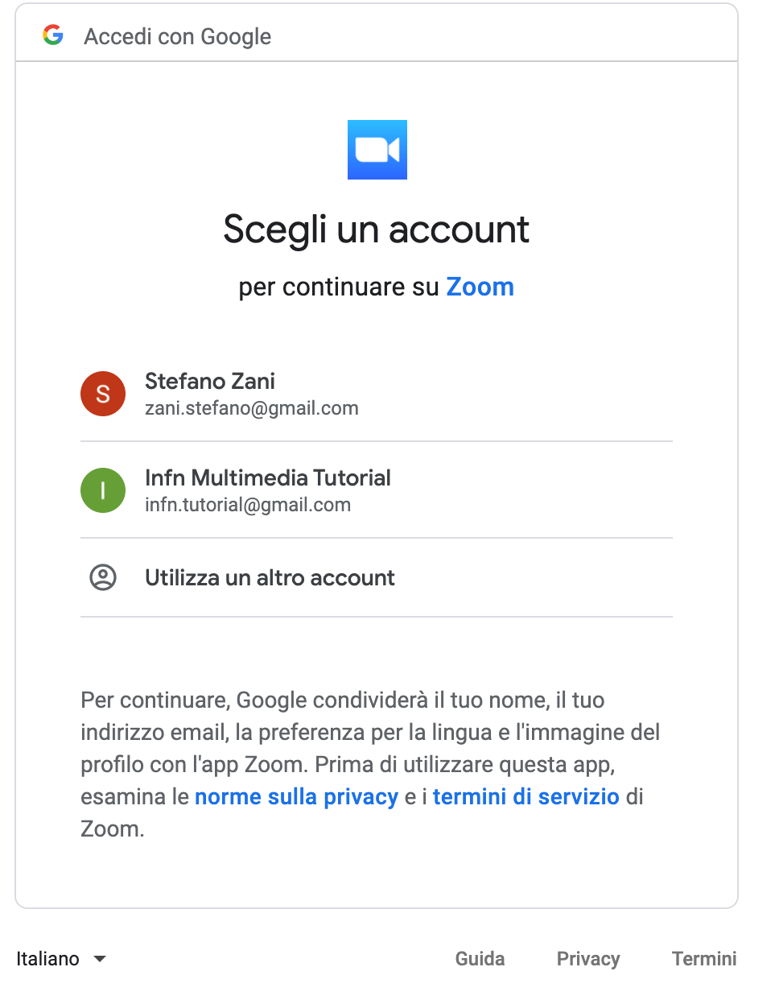 Accedi con Google
Scegli un account
per continuare su Zoom
S
Stefano Zani
zani.stefano@gmail.com
I
Infn Multimedia Tutorial
infn.tutorial@gmail.com
Utilizza un altro account
Per continuare, Google condividerà il tuo nome, il tuo
indirizzo email, la preferenza per la lingua e l'immagine del
profilo con l'app Zoom. Prima di utilizzare questa app,
esamina le norme sulla privacy e i termini di servizio di
Zoom.
Italiano
Guida
Privacy
Termini